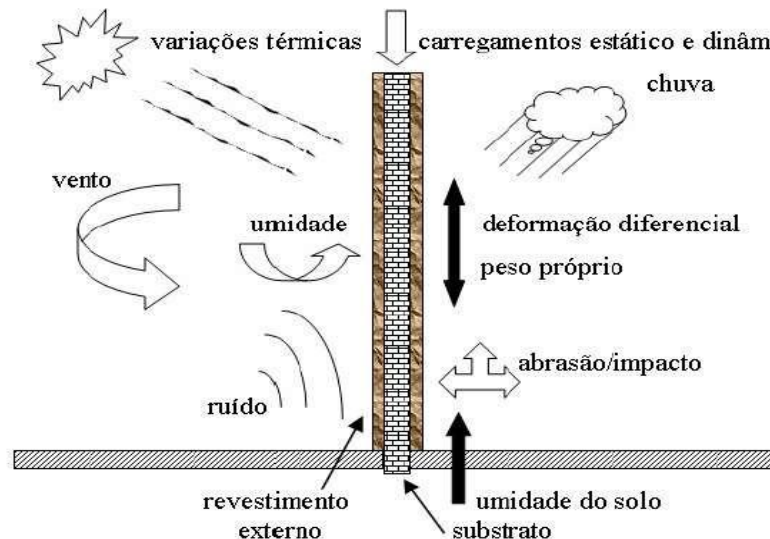 variações térmicas
carregamentos estático e dinâm
chuva
vento
umidade
deformação diferencial
peso próprio
abrasão/impacto
ruído
revestimento
externo
umidade do solo
substrato